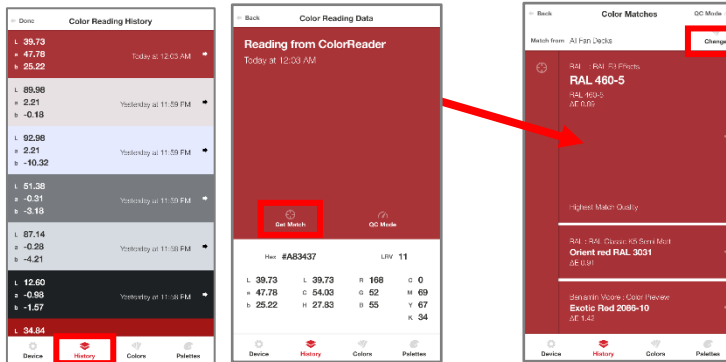 Done Color Reading History
L 39.73
a 47.78
b 25.22
Today at 12:03 AM
L 89.98
a 2.21
b -0.18
Yesterday at 11:59 PM
L 92.98
a 2.21
b -10.32
Yesterday at 11:59 PM
L 51.38
a -0.31
b -3.18
Yesterday at 11:59 PM
L 87.14
a -0.28
b -4.21
Yesterday at 11:58 PM
L 12.60
a -0.98
b -1.57
Yesterday at 11:58 PM
L 34.84
Device History Colors Palettes
Back Color Reading Data
Reading from ColorReader
Today at 12:03 AM
Get Match QC Mode
Hex #A83437 LRV 11
L 39.73 L 39.73 R 168 C 0
a 47.78 C 54.03 G 52 M 69
b 25.22 H 27.83 B 55 Y 67
K 34
Device History Colors Palettes
Back Color Matches QC Mode
Match from All Fan Decks Change
RAL : RAL E3 Effects
RAL 460-5
RAL 460-5
ΔE 0.89
Highest Match Quality
RAL : RAL Classic K5 Semi Matt
Orient red RAL 3031
ΔE 0.91
Benjamin Moore : Color Preview
Exotic Red 2086-10
ΔE 1.42
Device History Colors Palettes